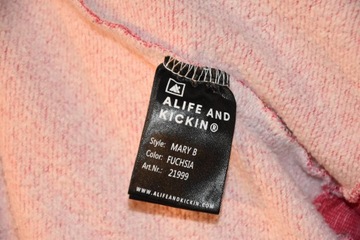 ALIFE AND
KICKIN®
Style: MARY B
Color: FUCHSIA
Art.Nr.: 21999
WWW.ALIFEANDKICKIN.COM